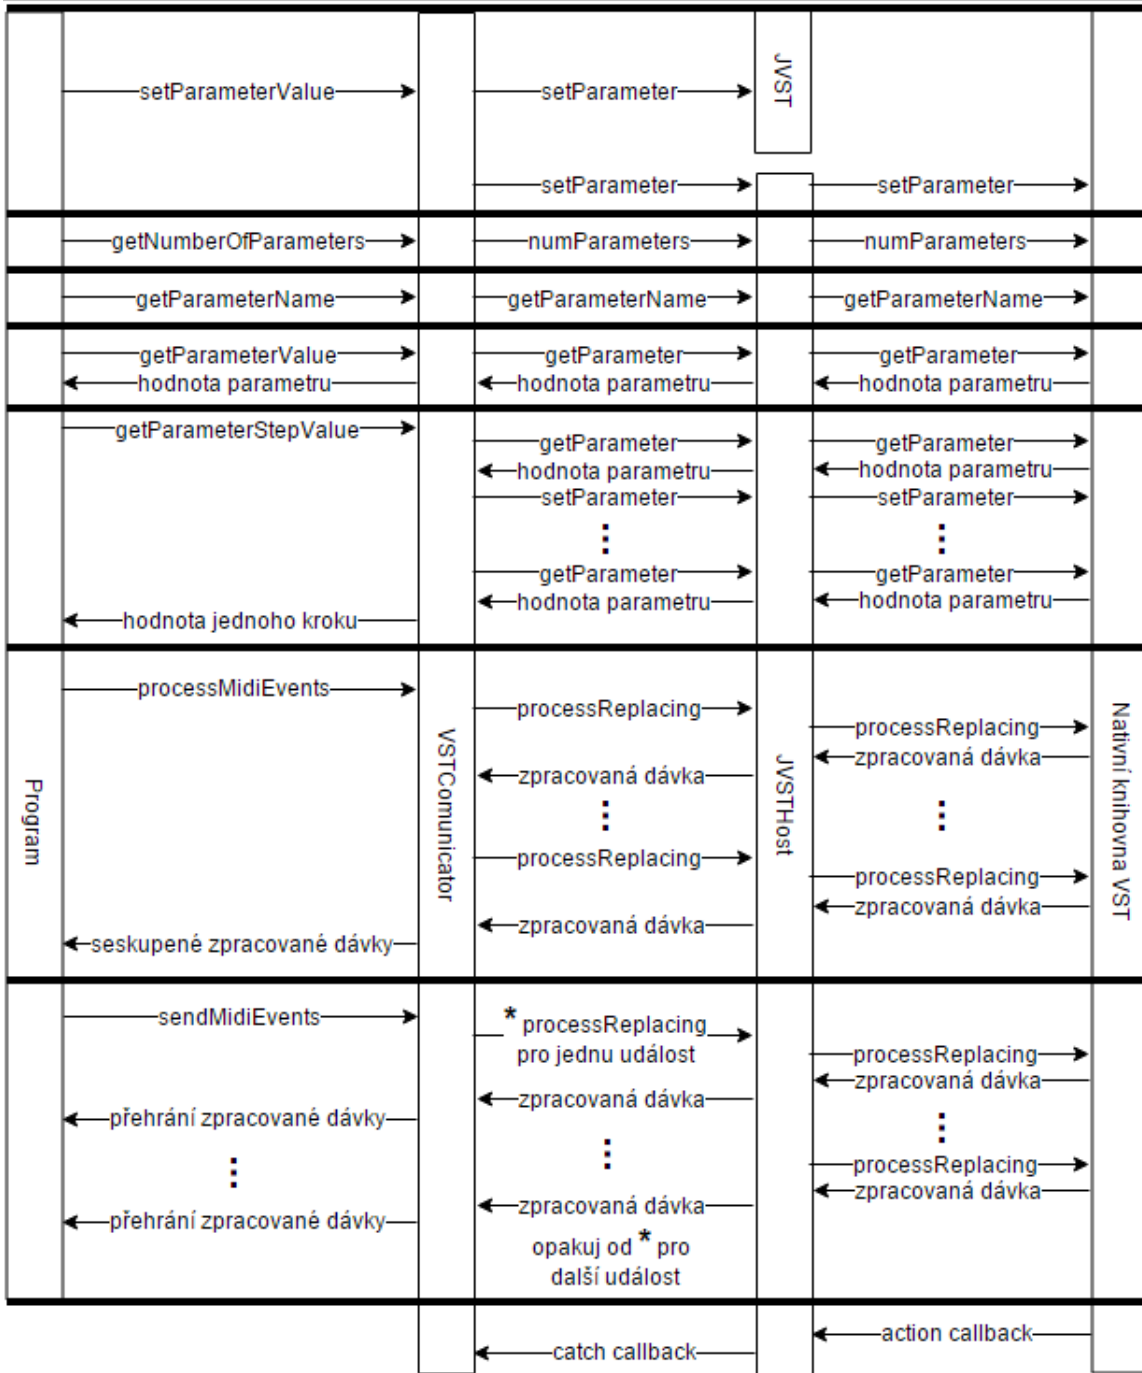 JVST
setParameterValue
setParameter
setParameter
setParameter
getNumberOfParameters
numParameters
numParameters
getParameterName
getParameterName
getParameterName
getParameterValue
getParameter
getParameter
hodnota parametru
hodnota parametru
hodnota parametru
getParameterStepValue
getParameter
getParameter
hodnota parametru
hodnota parametru
setParameter
setParameter
getParameter
getParameter
hodnota parametru
hodnota parametru
hodnota jednoho kroku
Program
VSTComunicator
JVSTHost
Nativní knihovna VST
processMidiEvents
processReplacing
processReplacing
zpracovaná dávka
zpracovaná dávka
processReplacing
processReplacing
zpracovaná dávka
zpracovaná dávka
seskupené zpracované dávky
sendMidiEvents
* processReplacing
pro jednu událost
processReplacing
zpracovaná dávka
zpracovaná dávka
přehrání zpracované dávky
processReplacing
zpracovaná dávka
zpracovaná dávka
přehrání zpracované dávky
opakuj od * pro
další událost
action callback
catch callback